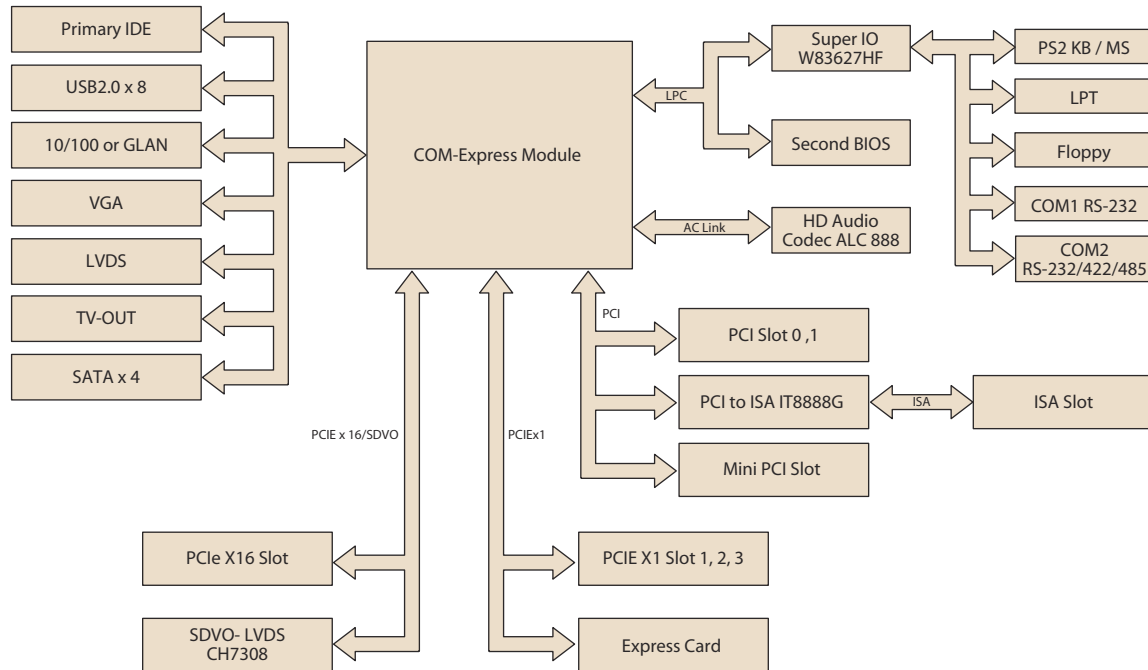 Primary IDE
USB2.0 x 8
10/100 or GLAN
VGA
LVDS
TV-OUT
SATA x 4
COM-Express Module
LPC
Super IO
W83627HF
Second BIOS
AC Link
HD Audio
Codec ALC 888
PS2 KB / MS
LPT
Floppy
COM1 RS-232
COM2
RS-232/422/485
PCI
PCI Slot 0 ,1
PCI to ISA IT8888G
ISA
ISA Slot
Mini PCI Slot
PCIE x 16/SDVO
PCIEx1
PCIe X16 Slot
SDVO- LVDS
CH7308
PCIE X1 Slot 1, 2, 3
Express Card